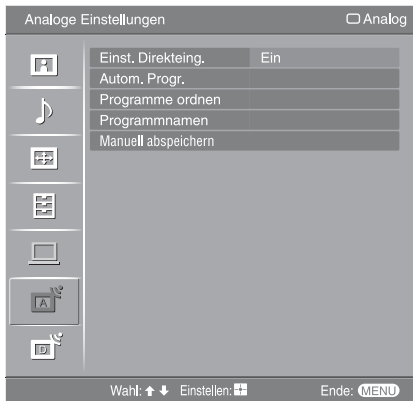 Analoge Einstellungen Analog
Einst. Direkteing. Ein
Autom. Progr.
Programme ordnen
Programmnamen
Manuell abspeichern
A
D
Wahl: Einstellen: Ende: MENU